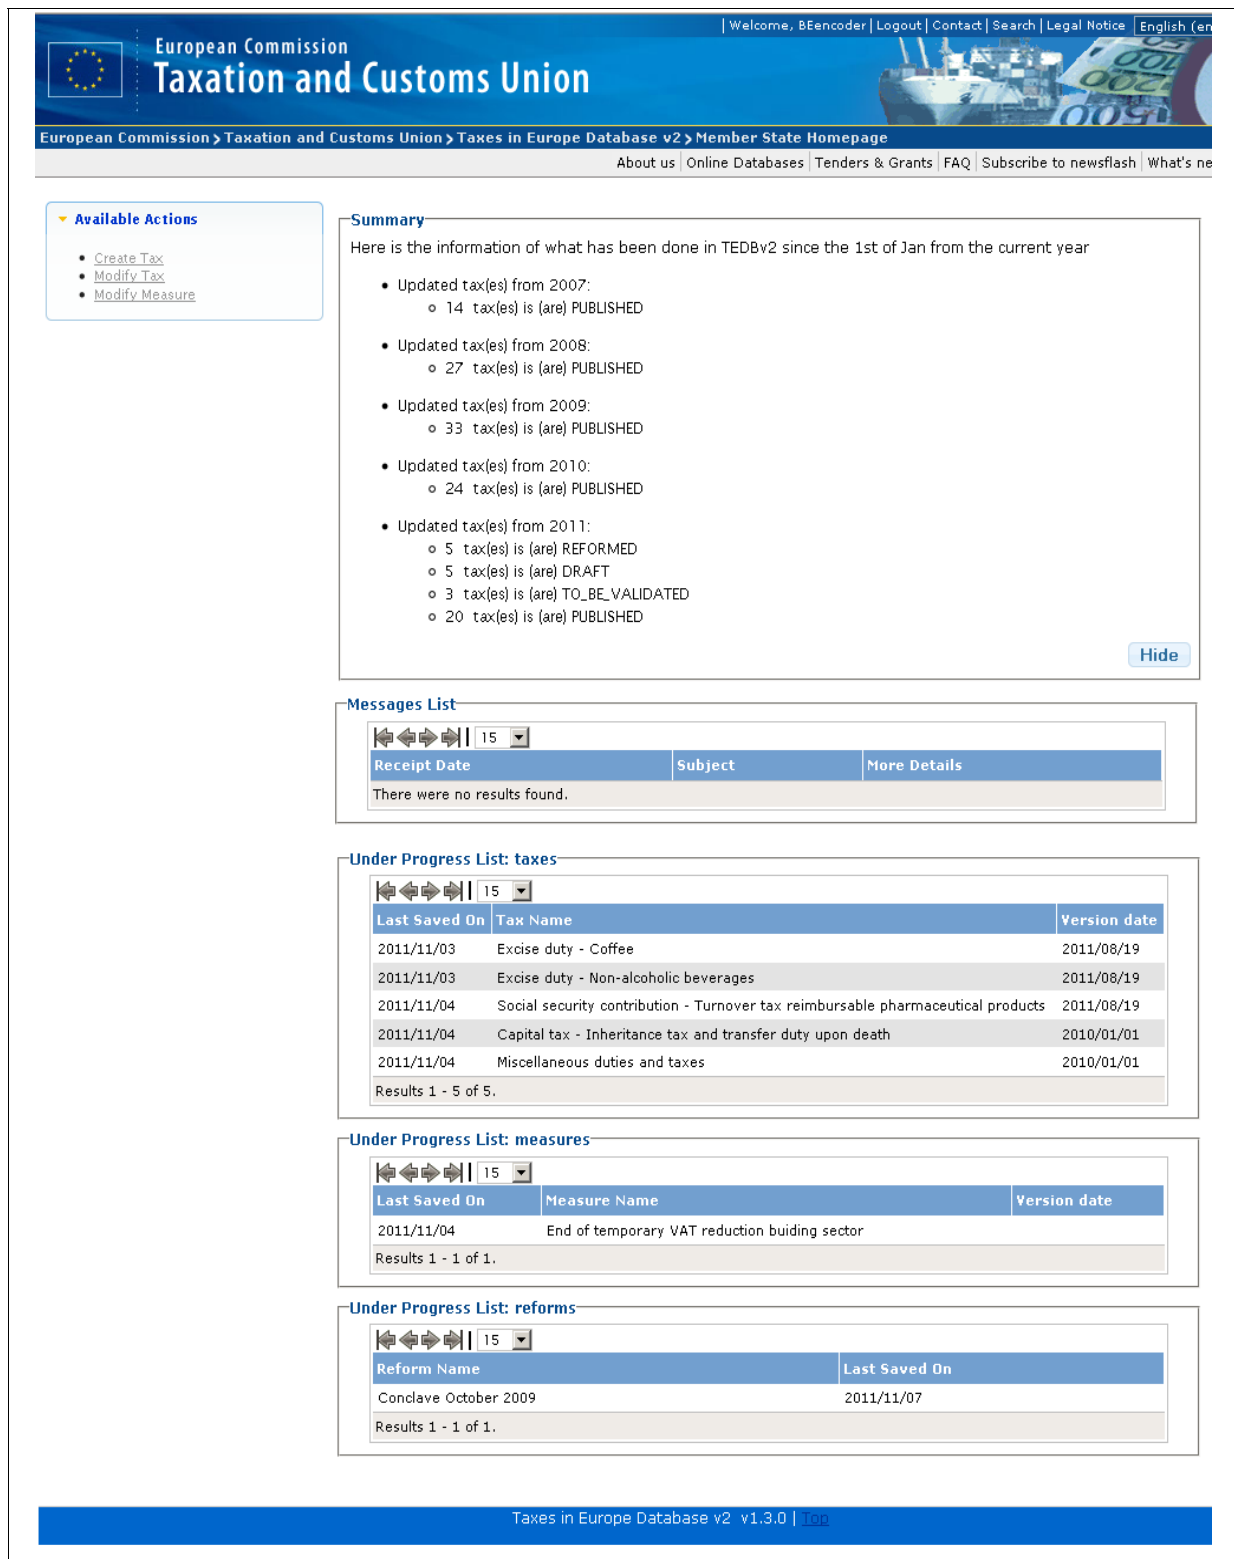 | Welcome, BEencoder | Logout | Contact | Search | Legal Notice English (en
European Commission
Taxation and Customs Union
European Commission > Taxation and Customs Union > Taxes in Europe Database v2 > Member State Homepage
About us | Online Databases | Tenders & Grants | FAQ | Subscribe to newsflash | What's ne
Available Actions
• Create Tax
• Modify Tax
• Modify Measure
Summary
Here is the information of what has been done in TEDBv2 since the 1st of Jan from the current year
• Updated tax(es) from 2007:
14 tax(es) is (are) PUBLISHED
• Updated tax(es) from 2008:
27 tax(es) is (are) PUBLISHED
• Updated tax(es) from 2009:
33 tax(es) is (are) PUBLISHED
• Updated tax(es) from 2010:
24 tax(es) is (are) PUBLISHED
• Updated tax(es) from 2011:
5 tax(es) is (are) REFORMED
5 tax(es) is (are) DRAFT
3 tax(es) is (are) TO_BE_VALIDATED
20 tax(es) is (are) PUBLISHED
Hide
Messages List
15
Receipt Date Subject More Details
There were no results found.
Under Progress List: taxes
15
Last Saved On Tax Name Version date
2011/11/03 Excise duty - Coffee 2011/08/19
2011/11/03 Excise duty - Non-alcoholic beverages 2011/08/19
2011/11/04 Social security contribution - Turnover tax reimbursable pharmaceutical products 2011/08/19
2011/11/04 Capital tax - Inheritance tax and transfer duty upon death 2010/01/01
2011/11/04 Miscellaneous duties and taxes 2010/01/01
Results 1 - 5 of 5.
Under Progress List: measures
15
Last Saved On Measure Name Version date
2011/11/04 End of temporary VAT reduction buiding sector
Results 1 - 1 of 1.
Under Progress List: reforms
15
Reform Name Last Saved On
Conclave October 2009 2011/11/07
Results 1 - 1 of 1.
Taxes in Europe Database v2 v1.3.0 | Top